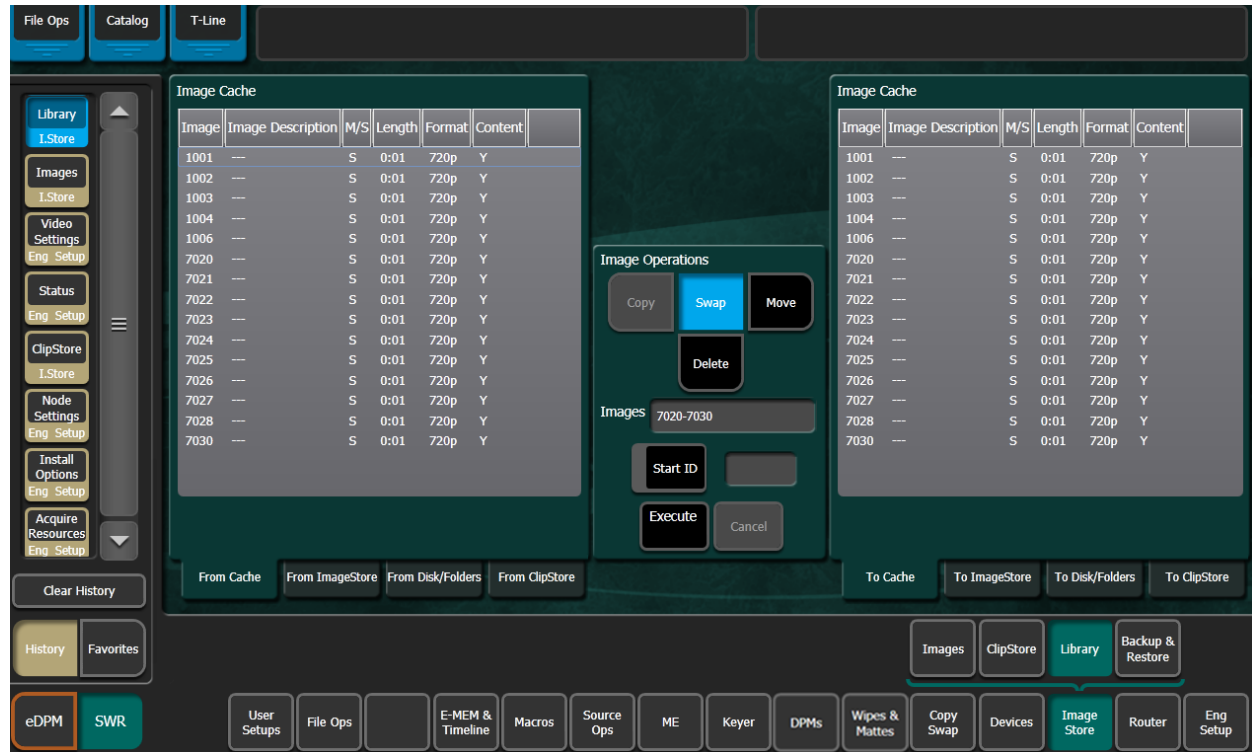 File Ops
Catalog
T-Line
Library
I.Store
Images
I.Store
Video
Settings
Eng Setup
Status
Eng Setup
ClipStore
I.Store
Node
Settings
Eng Setup
Install
Options
Eng Setup
Acquire
Resources
Eng Setup
Clear History
History
Favorites
Image Cache
Image Image Description M/S Length Format Content
1001 --- S 0:01 720p Y
1002 --- S 0:01 720p Y
1003 --- S 0:01 720p Y
1004 --- S 0:01 720p Y
1006 --- S 0:01 720p Y
7020 --- S 0:01 720p Y
7021 --- S 0:01 720p Y
7022 --- S 0:01 720p Y
7023 --- S 0:01 720p Y
7024 --- S 0:01 720p Y
7025 --- S 0:01 720p Y
7026 --- S 0:01 720p Y
7027 --- S 0:01 720p Y
7028 --- S 0:01 720p Y
7030 --- S 0:01 720p Y
From Cache
From ImageStore
From Disk/Folders
From ClipStore
Image Operations
Copy
Swap
Move
Delete
Images 7020-7030
Start ID
Execute
Cancel
Image Cache
Image Image Description M/S Length Format Content
1001 --- S 0:01 720p Y
1002 --- S 0:01 720p Y
1003 --- S 0:01 720p Y
1004 --- S 0:01 720p Y
1006 --- S 0:01 720p Y
7020 --- S 0:01 720p Y
7021 --- S 0:01 720p Y
7022 --- S 0:01 720p Y
7023 --- S 0:01 720p Y
7024 --- S 0:01 720p Y
7025 --- S 0:01 720p Y
7026 --- S 0:01 720p Y
7027 --- S 0:01 720p Y
7028 --- S 0:01 720p Y
7030 --- S 0:01 720p Y
To Cache
To ImageStore
To Disk/Folders
To ClipStore
Images
ClipStore
Library
Backup &
Restore
eDPM
SWR
User
Setups
File Ops
E-MEM &
Timeline
Macros
Source
Ops
ME
Keyer
DPMs
Wipes &
Mattes
Copy
Swap
Devices
Image
Store
Router
Eng
Setup